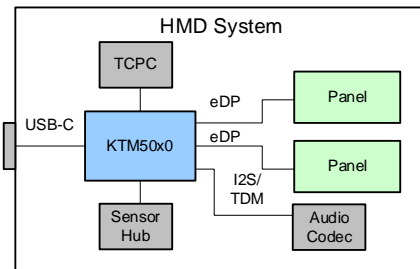 HMD System
TCPC
eDP
Panel
USB-C
KTM50x0
eDP
Panel
I2S/
TDM
Sensor
Hub
Audio
Codec